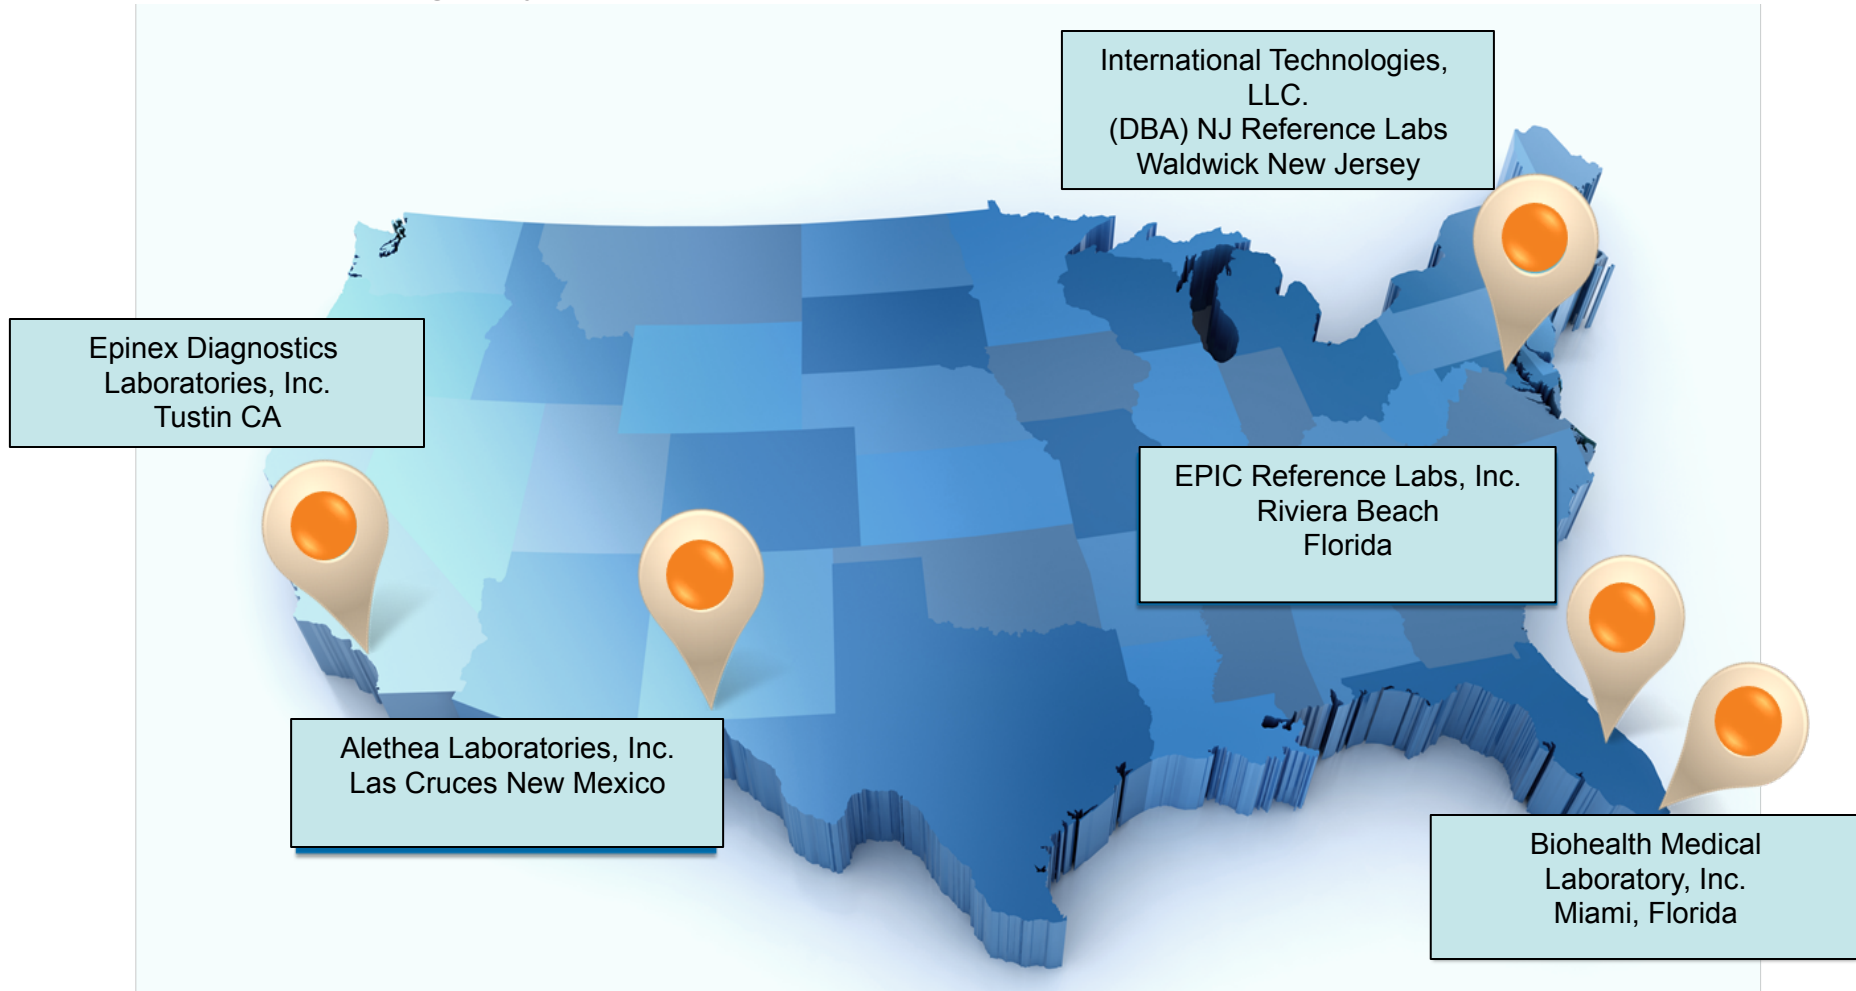 International Technologies,
LLC.
(DBA) NJ Reference Labs
Waldwick New Jersey
Epinex Diagnostics
Laboratories, Inc.
Tustin CA
EPIC Reference Labs, Inc.
Riviera Beach
Florida
Alethea Laboratories, Inc.
Las Cruces New Mexico
Biohealth Medical
Laboratory, Inc.
Miami, Florida